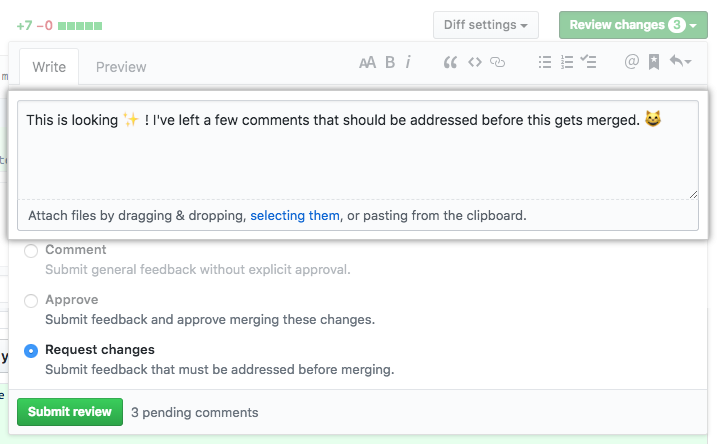 +7 −0 Diff settings Review changes 3
Write Preview AA B i @
This is looking ✨ ! I've left a few comments that should be addressed before this gets merged. 😺
Attach files by dragging & dropping, selecting them, or pasting from the clipboard.
Comment
Submit general feedback without explicit approval.
Approve
Submit feedback and approve merging these changes.
Request changes
Submit feedback that must be addressed before merging.
Submit review 3 pending comments